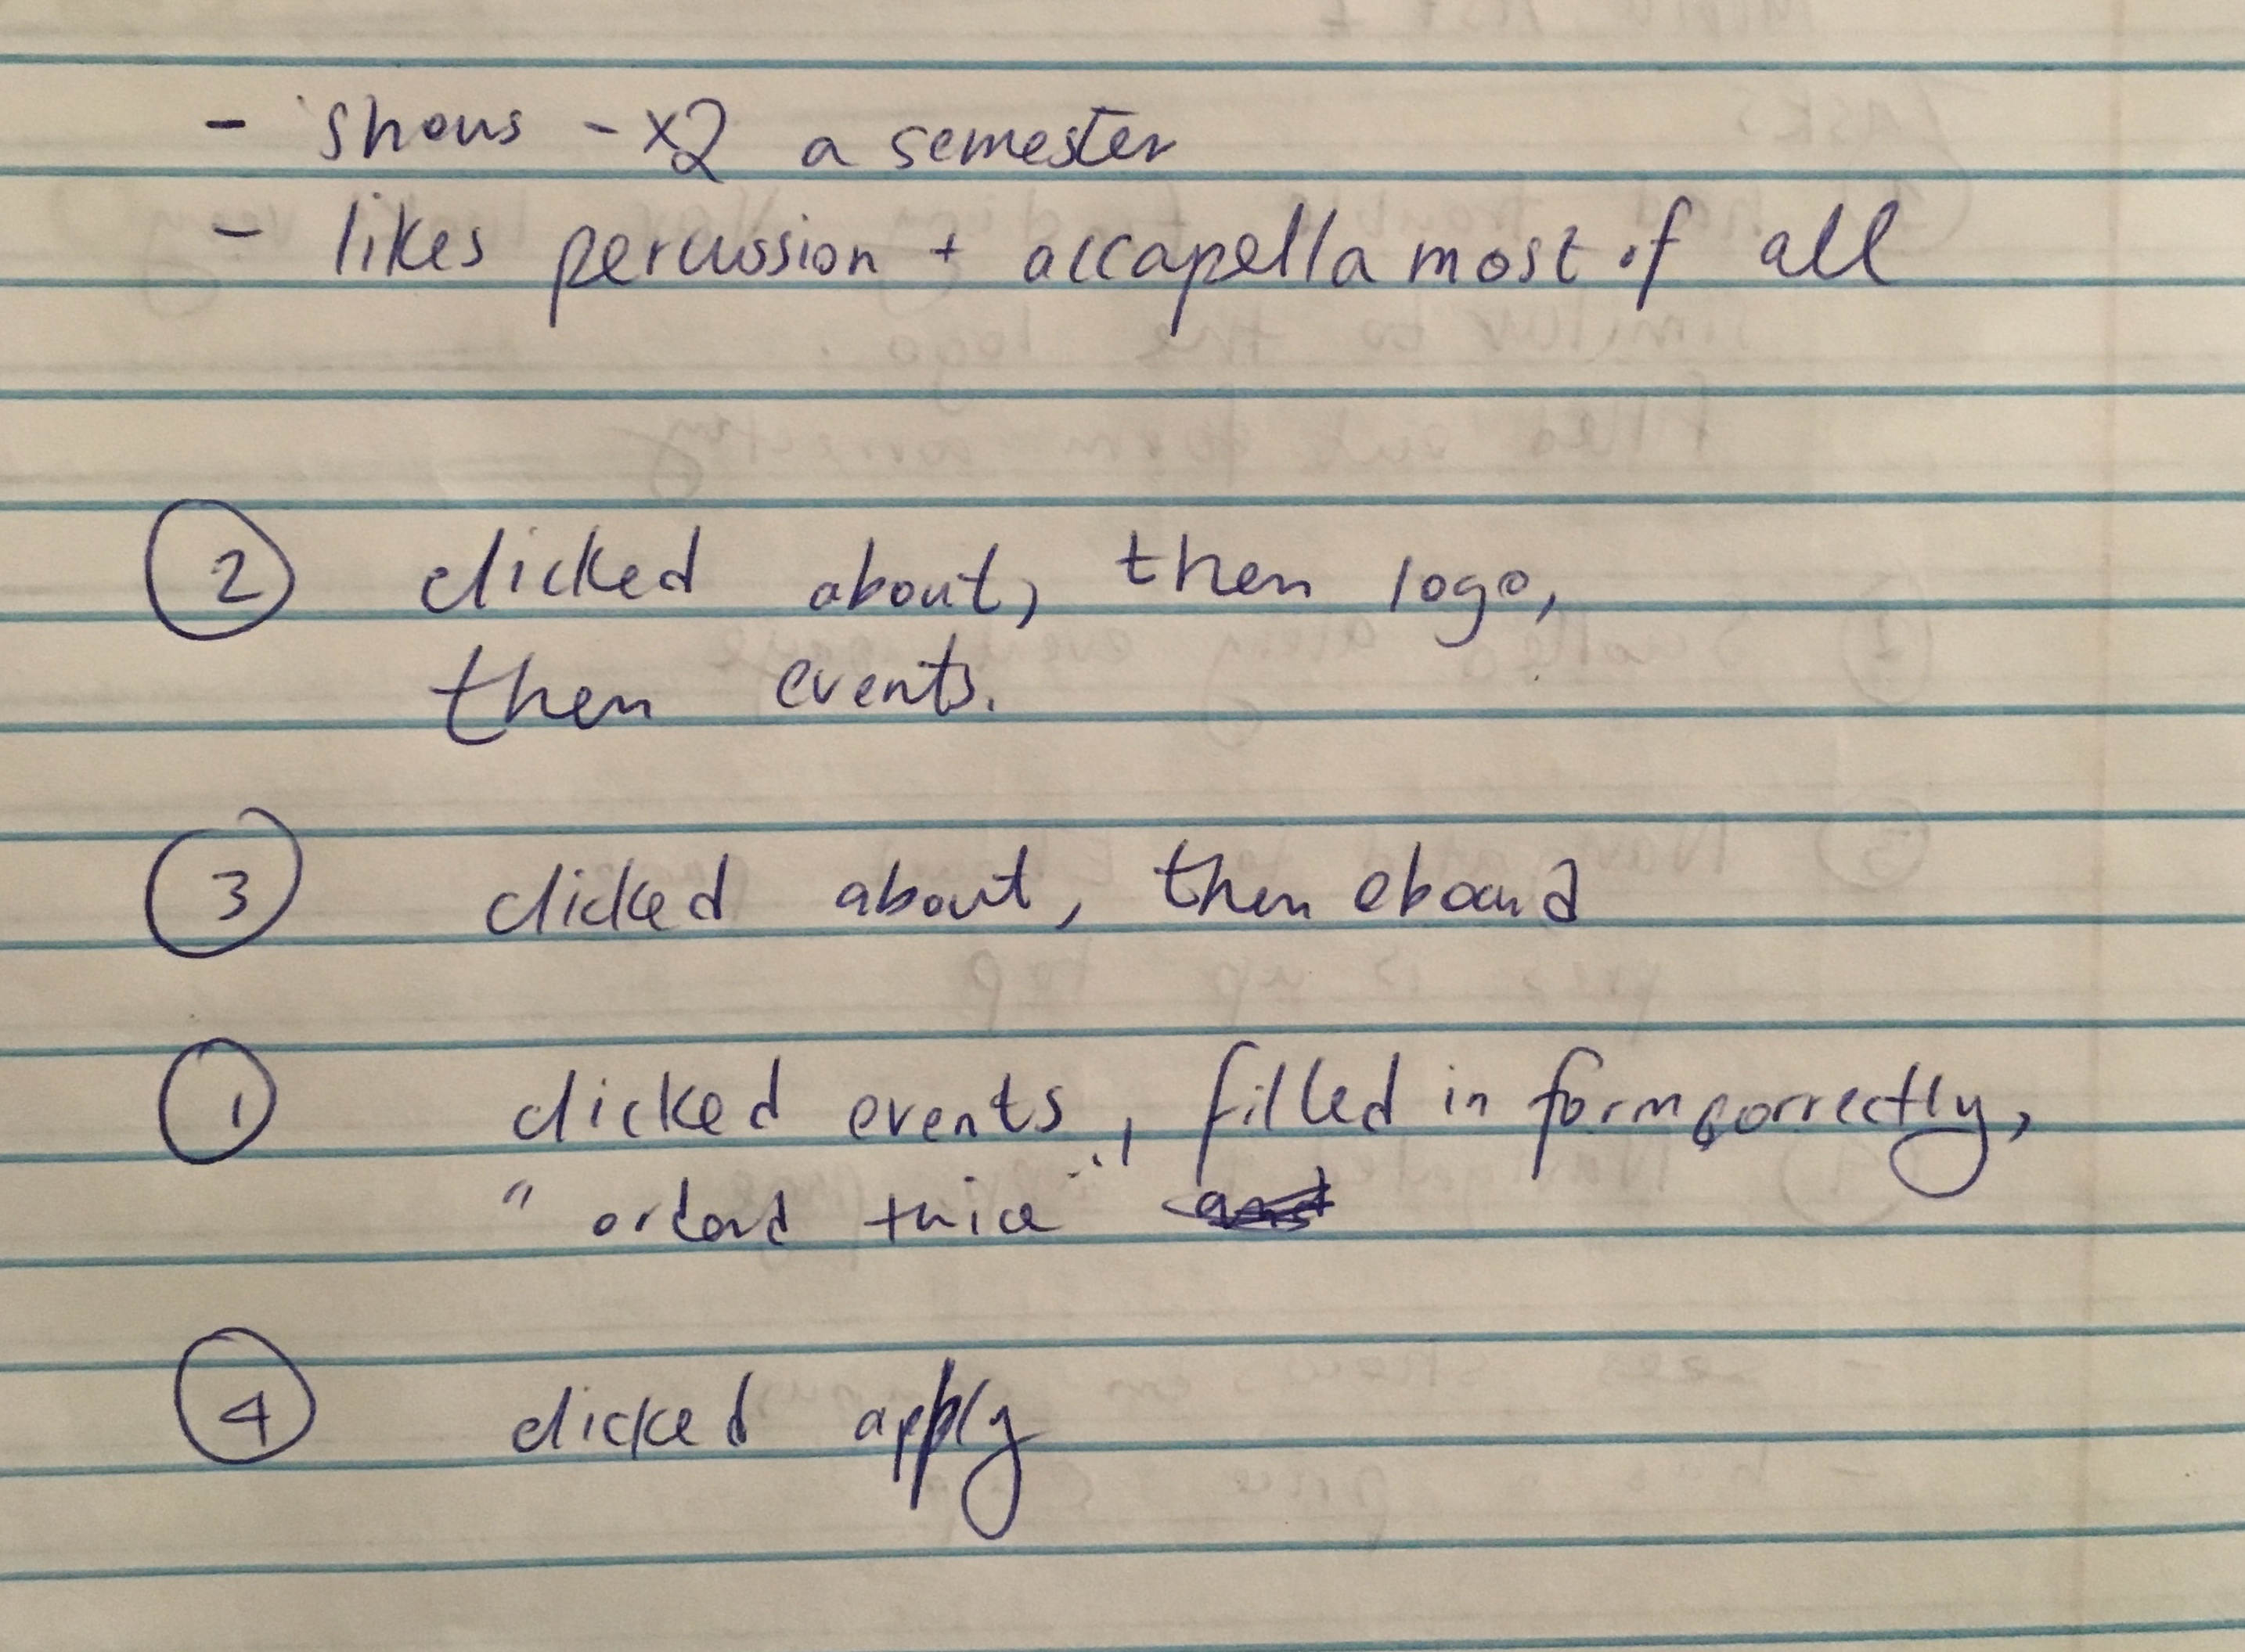 - shows - x2 a semester
- likes percussion + accapella most of all
② clicked about, then logo,
then events.
③ clicked about, then eboard
① clicked events, filled in form correctly,
" orderd twice "
④ clicked apply